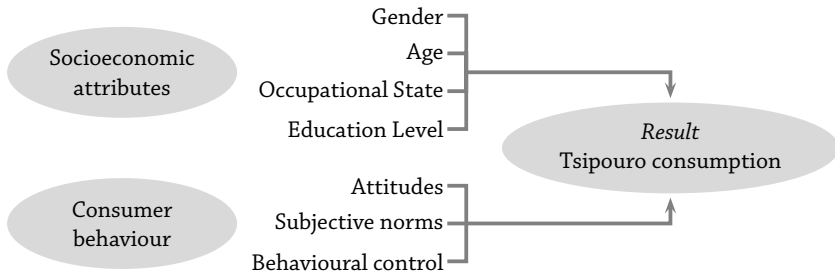 Socioeconomic
attributes
Gender
Age
Occupational State
Education Level
Consumer
behaviour
Attitudes
Subjective norms
Behavioural control
Result
Tsipouro consumption